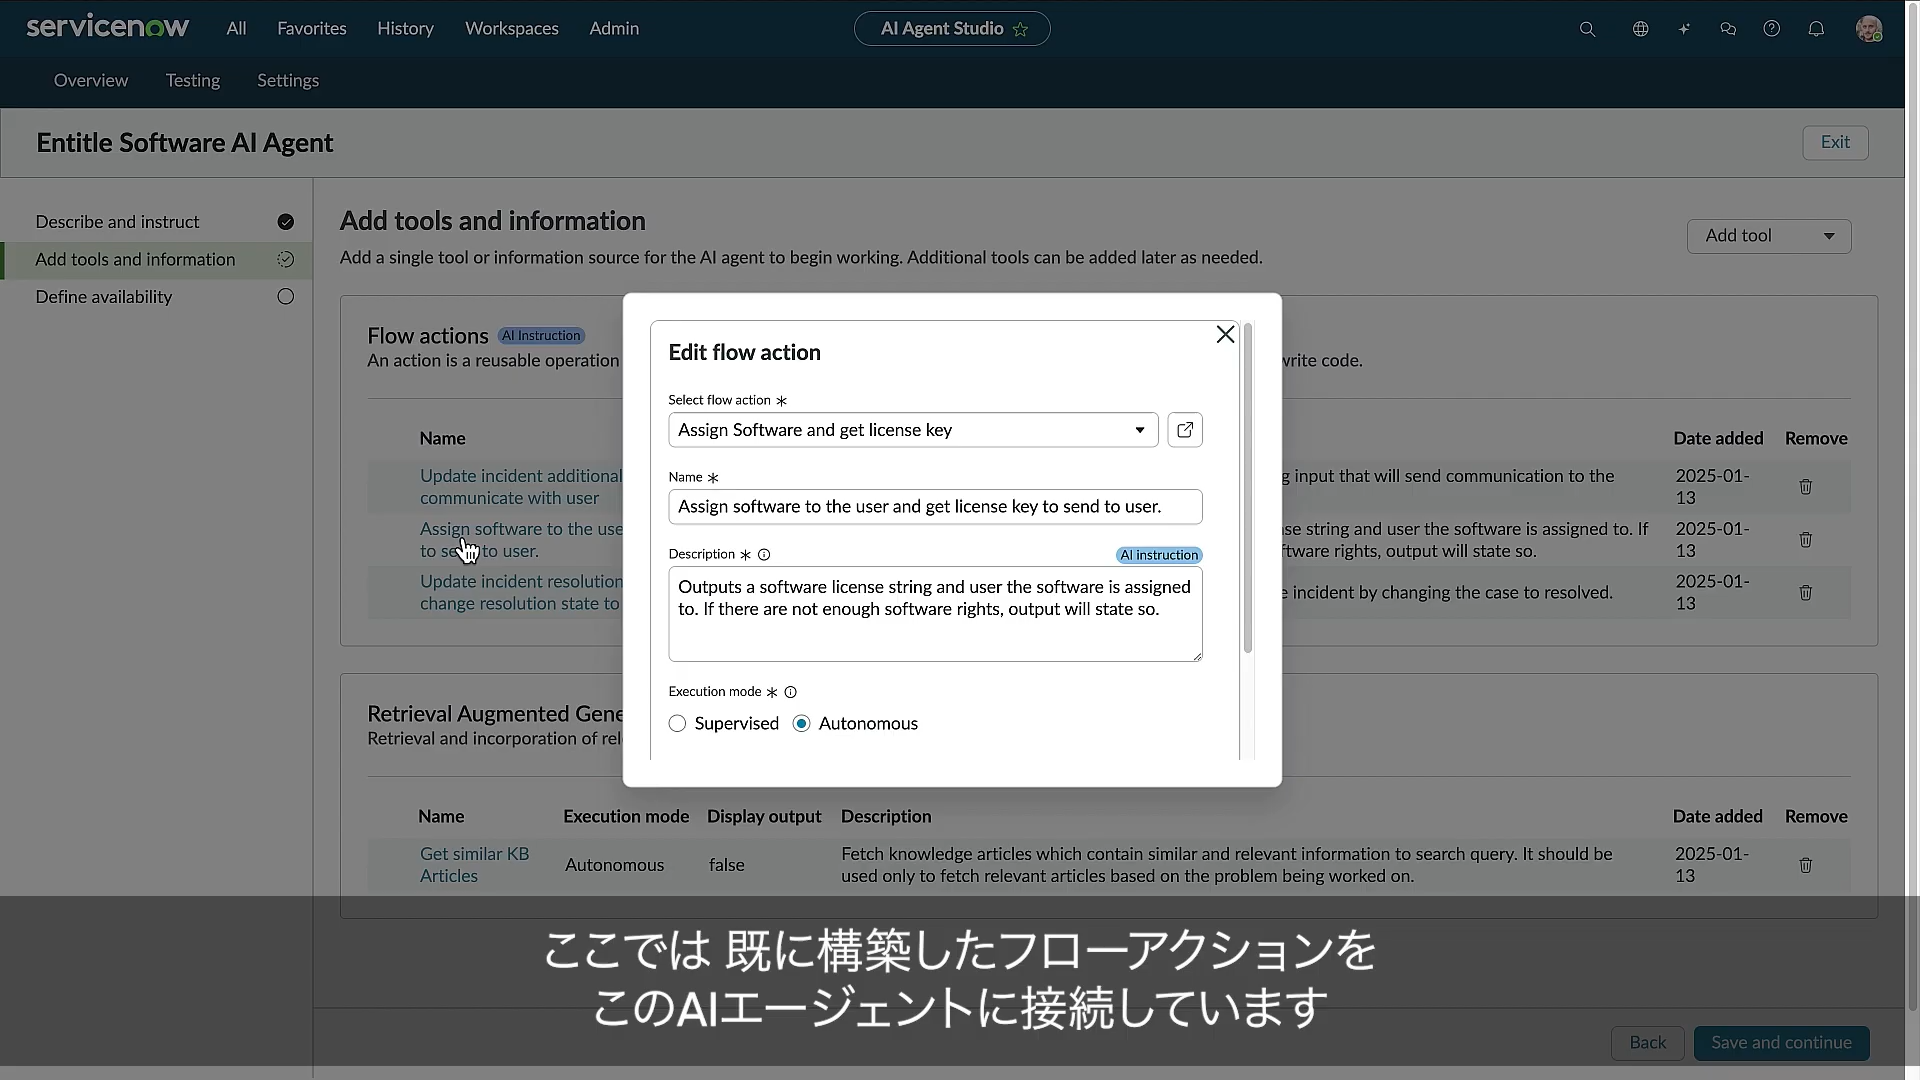 servicenow
All
Favorites
History
Workspaces
Admin
AI Agent Studio
Overview
Testing
Settings
Entitle Software AI Agent
Exit
Describe and instruct
Add tools and information
Define availability
Add tools and information
Add a single tool or information source for the AI agent to begin working. Additional tools can be added later as needed.
Add tool
Flow actions
AI Instruction
An action is a reusable operation
write code.
Name
Date added
Remove
Update incident additional
communicate with user
input that will send communication to the
2025-01-
13
Assign software to the use
to send to user.
se string and user the software is assigned to. If
ftware rights, output will state so.
2025-01-
13
Update incident resolution
change resolution state to
incident by changing the case to resolved.
2025-01-
13
Edit flow action
Select flow action *
Assign Software and get license key
Name *
Assign software to the user and get license key to send to user.
Description *
AI instruction
Outputs a software license string and user the software is assigned
to. If there are not enough software rights, output will state so.
Execution mode *
Supervised
Autonomous
Retrieval Augmented Gene
Retrieval and incorporation of rel
Name
Execution mode
Display output
Description
Date added
Remove
Get similar KB
Articles
Autonomous
false
Fetch knowledge articles which contain similar and relevant information to search query. It should be
used only to fetch relevant articles based on the problem being worked on.
2025-01-
13
ここでは 既に構築したフローアクションを
このAIエージェントに接続しています
Back
Save and continue